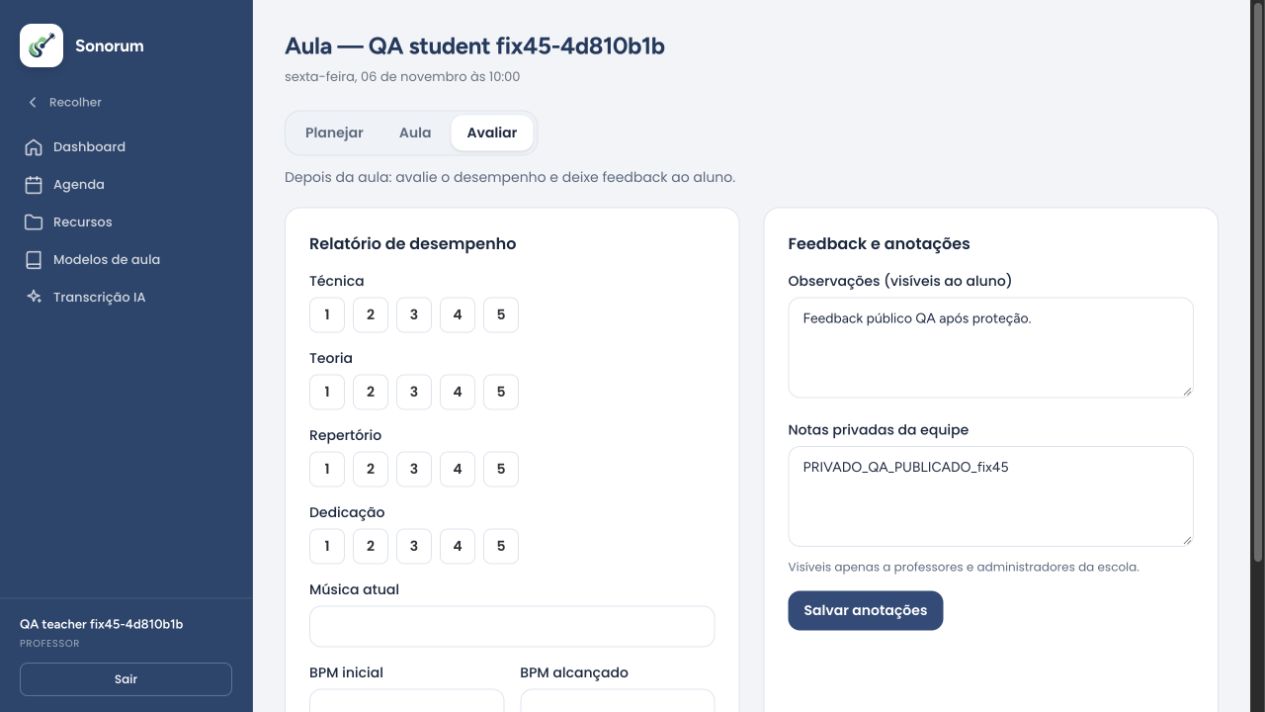 Sonorum
Recolher
Dashboard
Agenda
Recursos
Modelos de aula
Transcrição IA
QA teacher fix45-4d810b1b
PROFESSOR
Sair
Aula — QA student fix45-4d810b1b
sexta-feira, 06 de novembro às 10:00
Planejar Aula Avaliar
Depois da aula: avalie o desempenho e deixe feedback ao aluno.
Relatório de desempenho
Técnica
1 2 3 4 5
Teoria
1 2 3 4 5
Repertório
1 2 3 4 5
Dedicação
1 2 3 4 5
Música atual
BPM inicial BPM alcançado
Feedback e anotações
Observações (visíveis ao aluno)
Feedback público QA após proteção.
Notas privadas da equipe
PRIVADO_QA_PUBLICADO_fix45
Visíveis apenas a professores e administradores da escola.
Salvar anotações